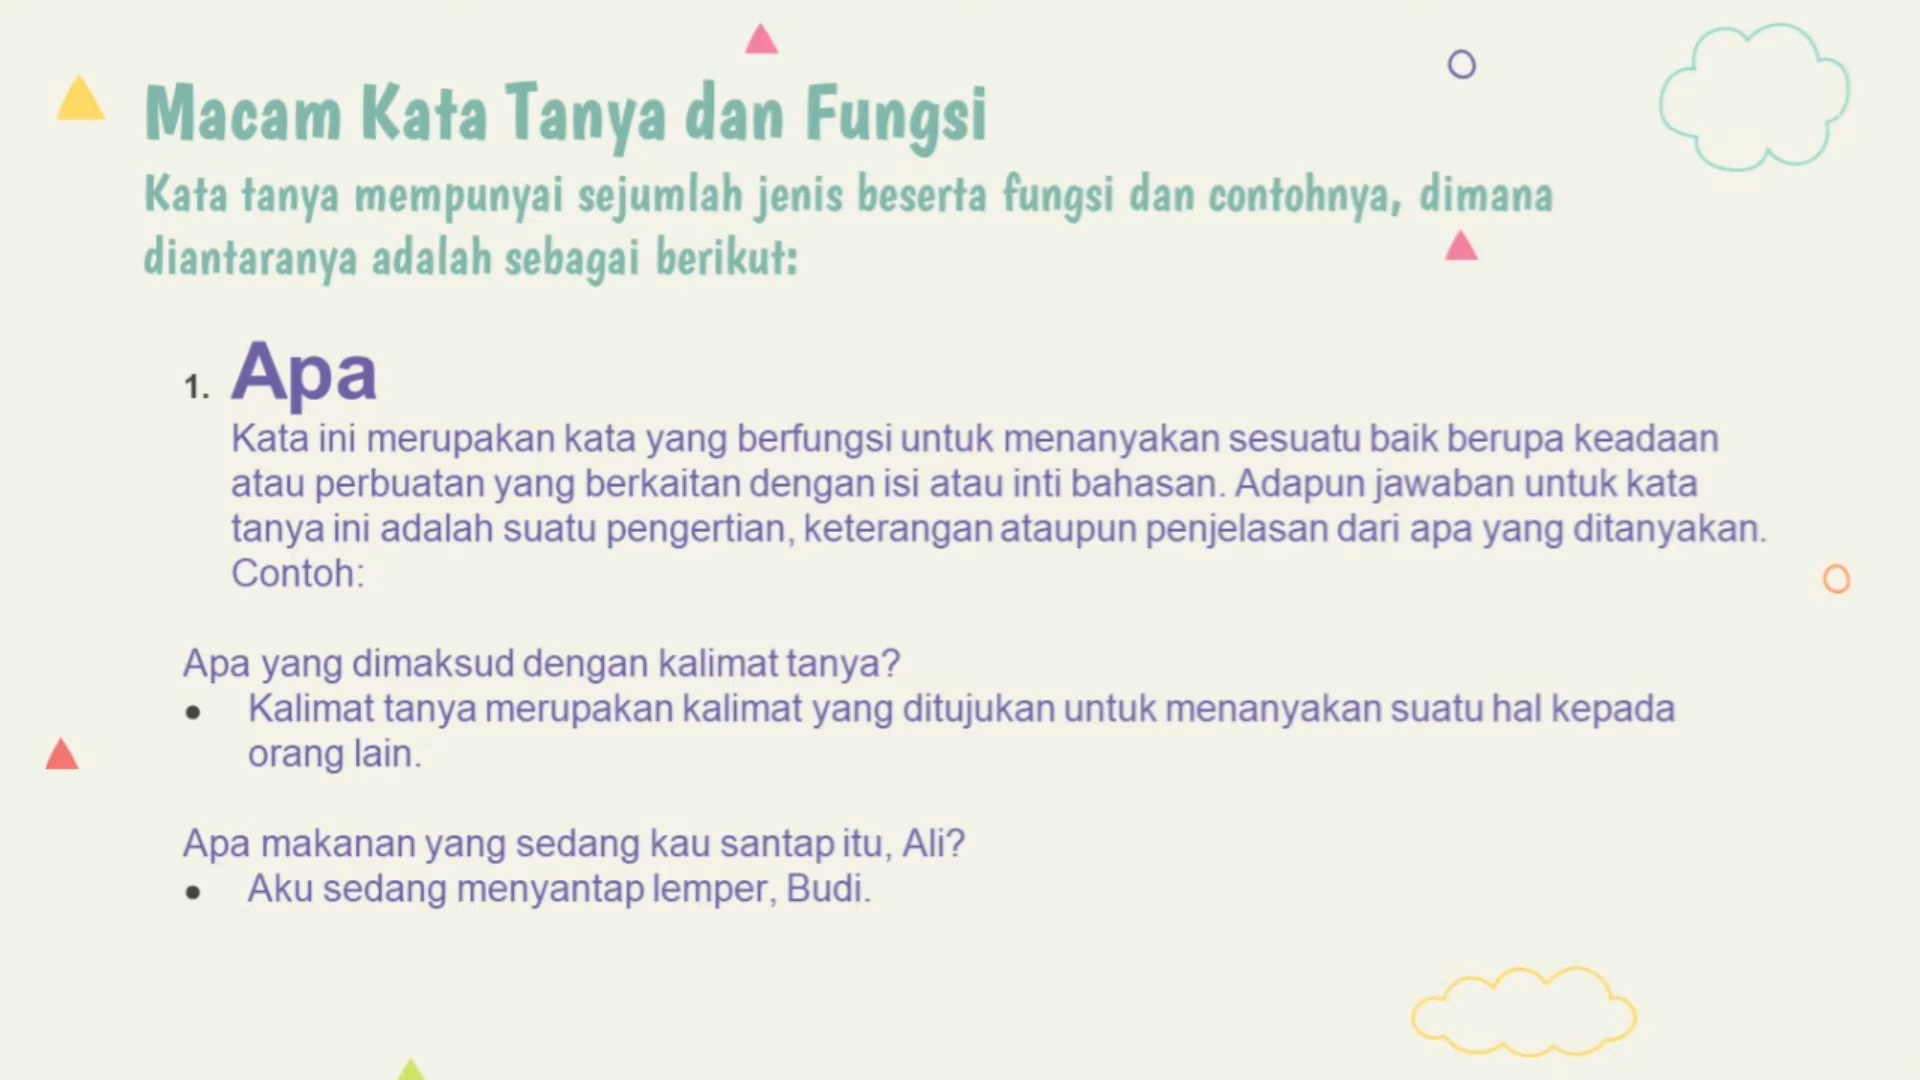 Macam Kata Tanya dan Fungsi
Kata tanya mempunyai sejumlah jenis beserta fungsi dan contohnya, dimana
diantaranya adalah sebagai berikut:
1. Apa
Kata ini merupakan kata yang berfungsi untuk menanyakan sesuatu baik berupa keadaan
atau perbuatan yang berkaitan dengan isi atau inti bahasan. Adapun jawaban untuk kata
tanya ini adalah suatu pengertian, keterangan ataupun penjelasan dari apa yang ditanyakan.
Contoh:
Apa yang dimaksud dengan kalimat tanya?
● Kalimat tanya merupakan kalimat yang ditujukan untuk menanyakan suatu hal kepada
orang lain.
Apa makanan yang sedang kau santap itu, Ali?
● Aku sedang menyantap lemper, Budi.